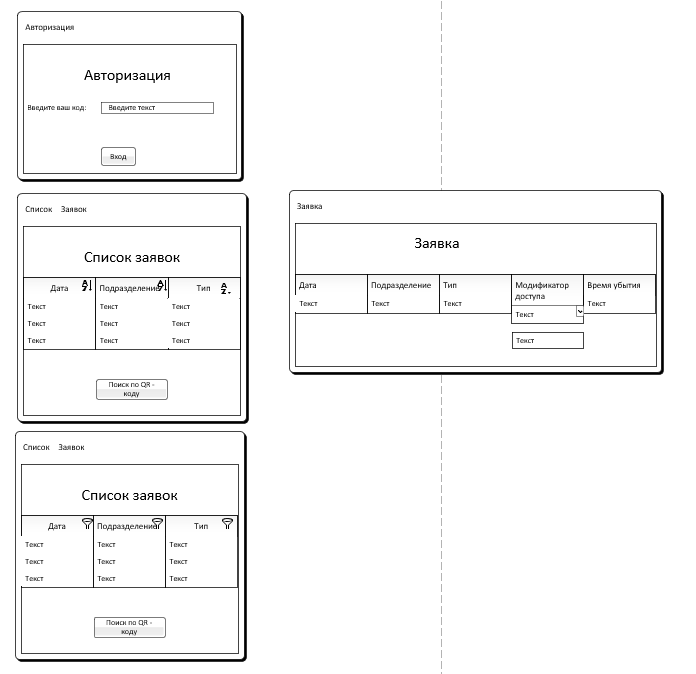 Авторизация
Авторизация
Введите ваш код: Введите текст
Вход
Список Заявок
Список заявок
Дата Подразделение Тип
Текст Текст Текст
Текст Текст Текст
Текст Текст Текст
Поиск по QR -
коду
Заявка
Заявка
Дата Подразделение Тип Модификатор Время убытия
доступа
Текст Текст Текст Текст Текст
Текст
Список Заявок
Список заявок
Дата Подразделение Тип
Текст Текст Текст
Текст Текст Текст
Текст Текст Текст
Поиск по QR -
коду